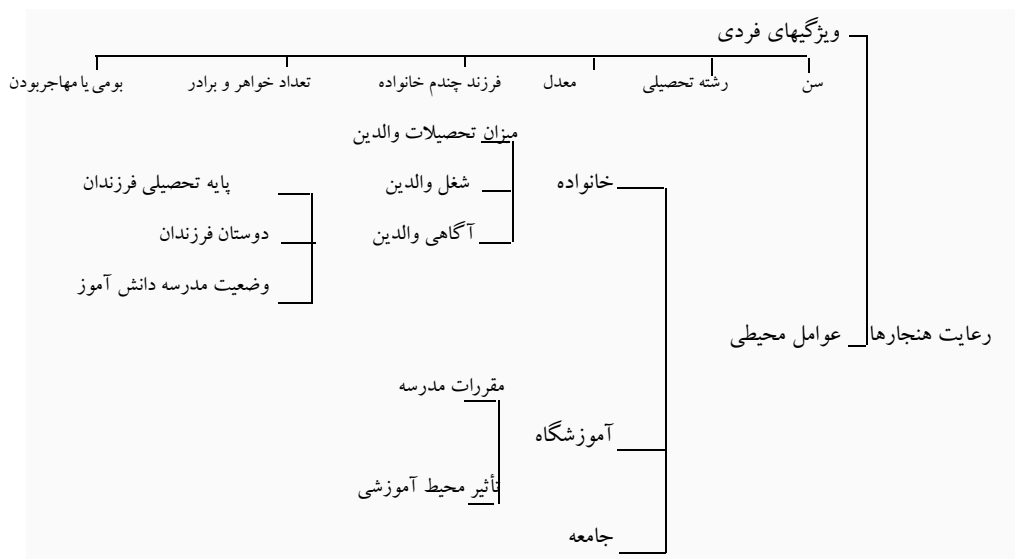 ویژگیهای فردی
سن رشته تحصیلی معدل فرزند چندم خانواده تعداد خواهر و برادر بومی یا مهاجربودن
میزان تحصیلات والدین
خانواده شغل والدین پایه تحصیلی فرزندان
آگاهی والدین دوستان فرزندان
وضعیت مدرسه دانش آموز
رعایت هنجارها عوامل محیطی
مقررات مدرسه
آموزشگاه
تأثیر محیط آموزشی
جامعه